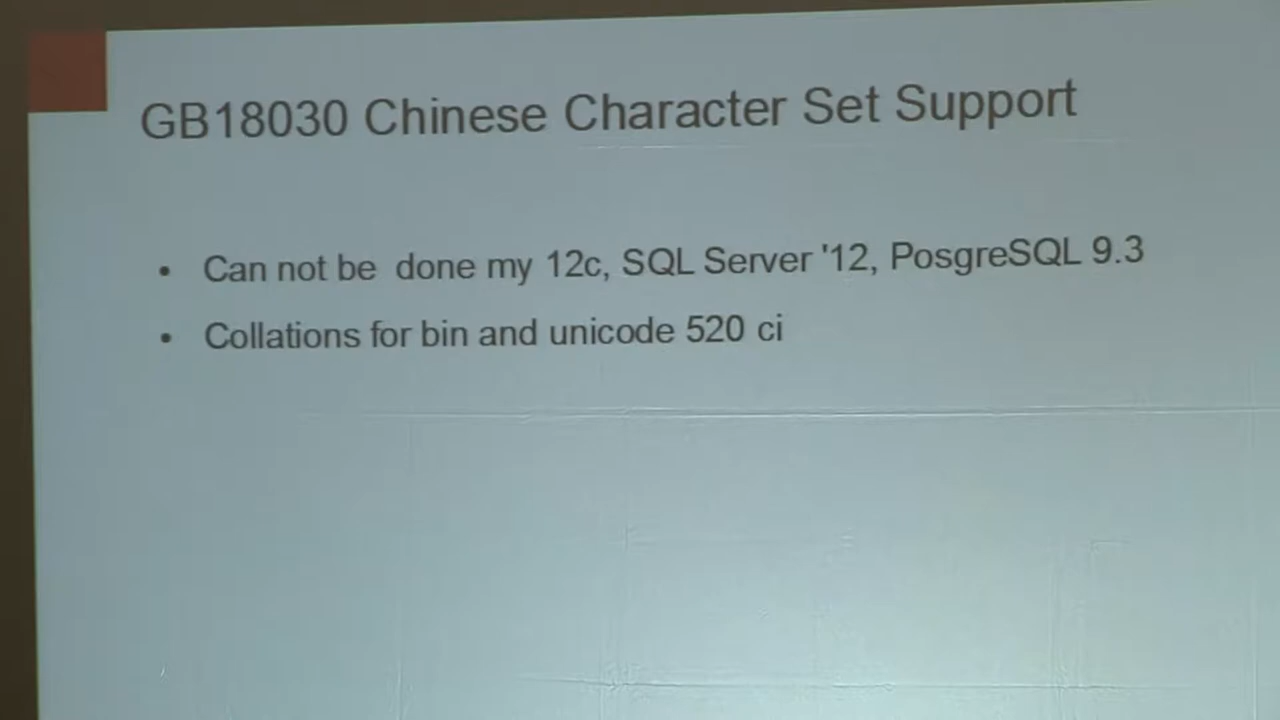 GB18030 Chinese Character Set Support
• Can not be done my 12c, SQL Server '12, PosgreSQL 9.3
• Collations for bin and unicode 520 ci